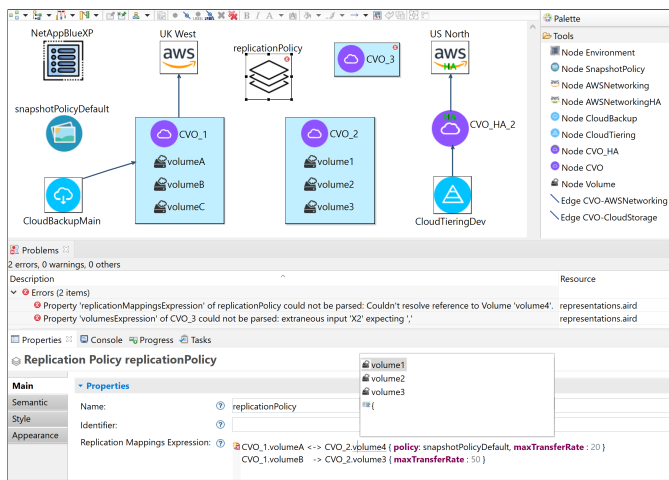 NetAppBlueXP
UK West
aws
replicationPolicy
CVO_3
US North
aws
HA
snapshotPolicyDefault
CVO_1
volumeA
volumeB
volumeC
CVO_2
volume1
volume2
volume3
HA
CVO_HA_2
CloudBackupMain
CloudTieringDev
Palette
Tools
Node Environment
Node SnapshotPolicy
Node AWSNetworking
Node AWSNetworkingHA
Node CloudBackup
Node CloudTiering
Node CVO_HA
Node CVO
Node Volume
Edge CVO-AWSNetworking
Edge CVO-CloudStorage
Problems
2 errors, 0 warnings, 0 others
Description Resource
Errors (2 items)
Property 'replicationMappingsExpression' of replicationPolicy could not be parsed: Couldn't resolve reference to Volume 'volume4'. representations.aird
Property 'volumesExpression' of CVO_3 could not be parsed: extraneous input 'X2' expecting ',' representations.aird
Properties Console Progress Tasks
Replication Policy replicationPolicy
Main
Semantic
Style
Appearance
Properties
Name: replicationPolicy
Identifier:
Replication Mappings Expression:
CVO_1.volumeA <-> CVO_2.volume4 { policy: snapshotPolicyDefault, maxTransferRate : 20 }
CVO_1.volumeB -> CVO_2.volume3 { maxTransferRate : 50 }
volume1
volume2
volume3
{